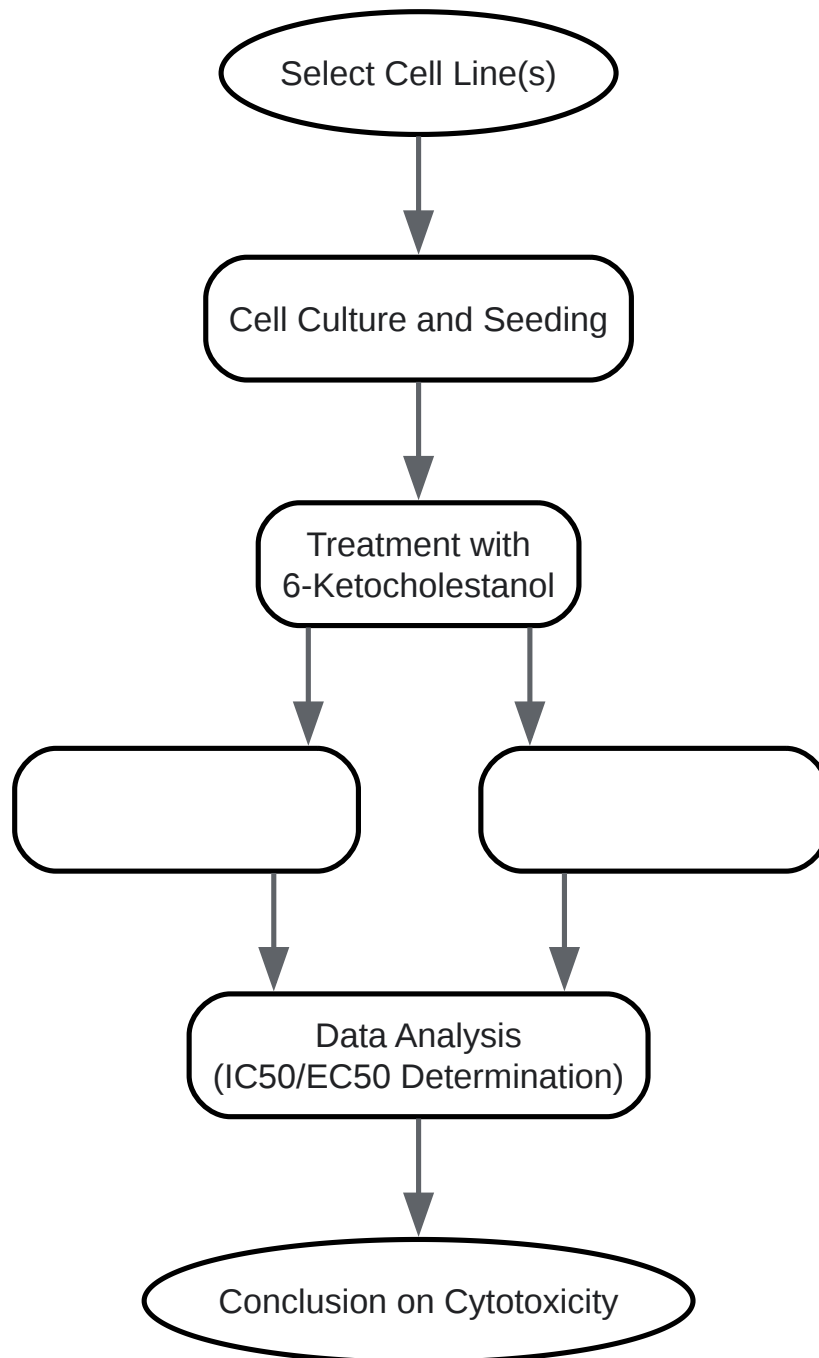 Select Cell Line(s)
Cell Culture and Seeding
Treatment with
6-Ketocholestanol
Data Analysis
(IC50/EC50 Determination)
Conclusion on Cytotoxicity